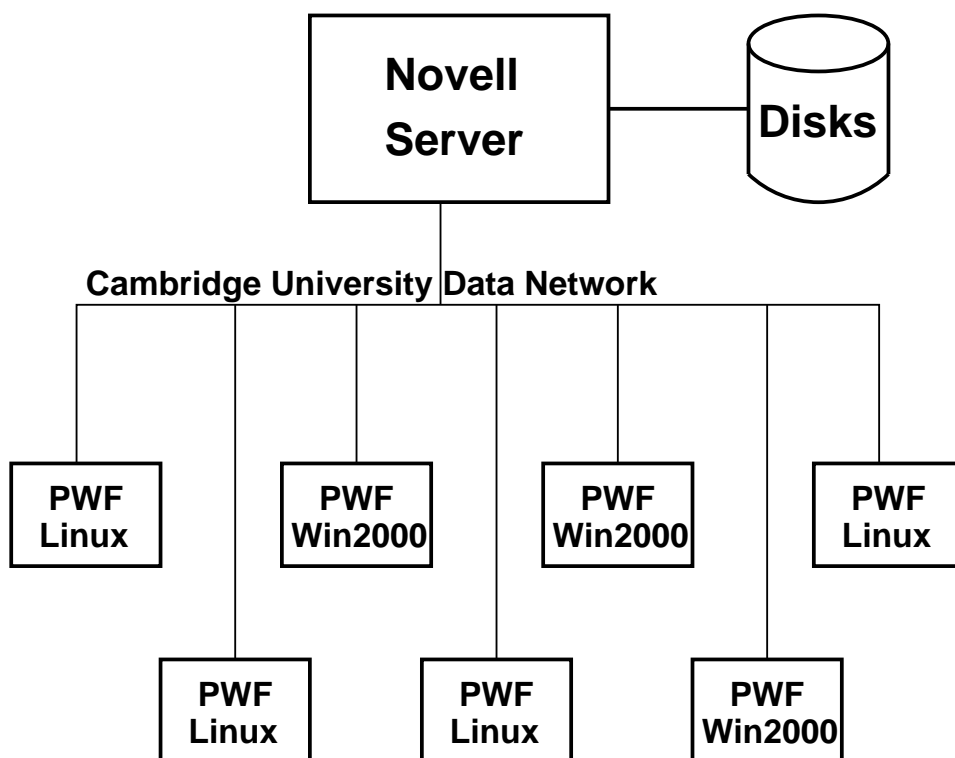 Novell
Server
Disks
Cambridge University Data Network
PWF
Linux
PWF
Win2000
PWF
Win2000
PWF
Linux
PWF
Linux
PWF
Linux
PWF
Win2000